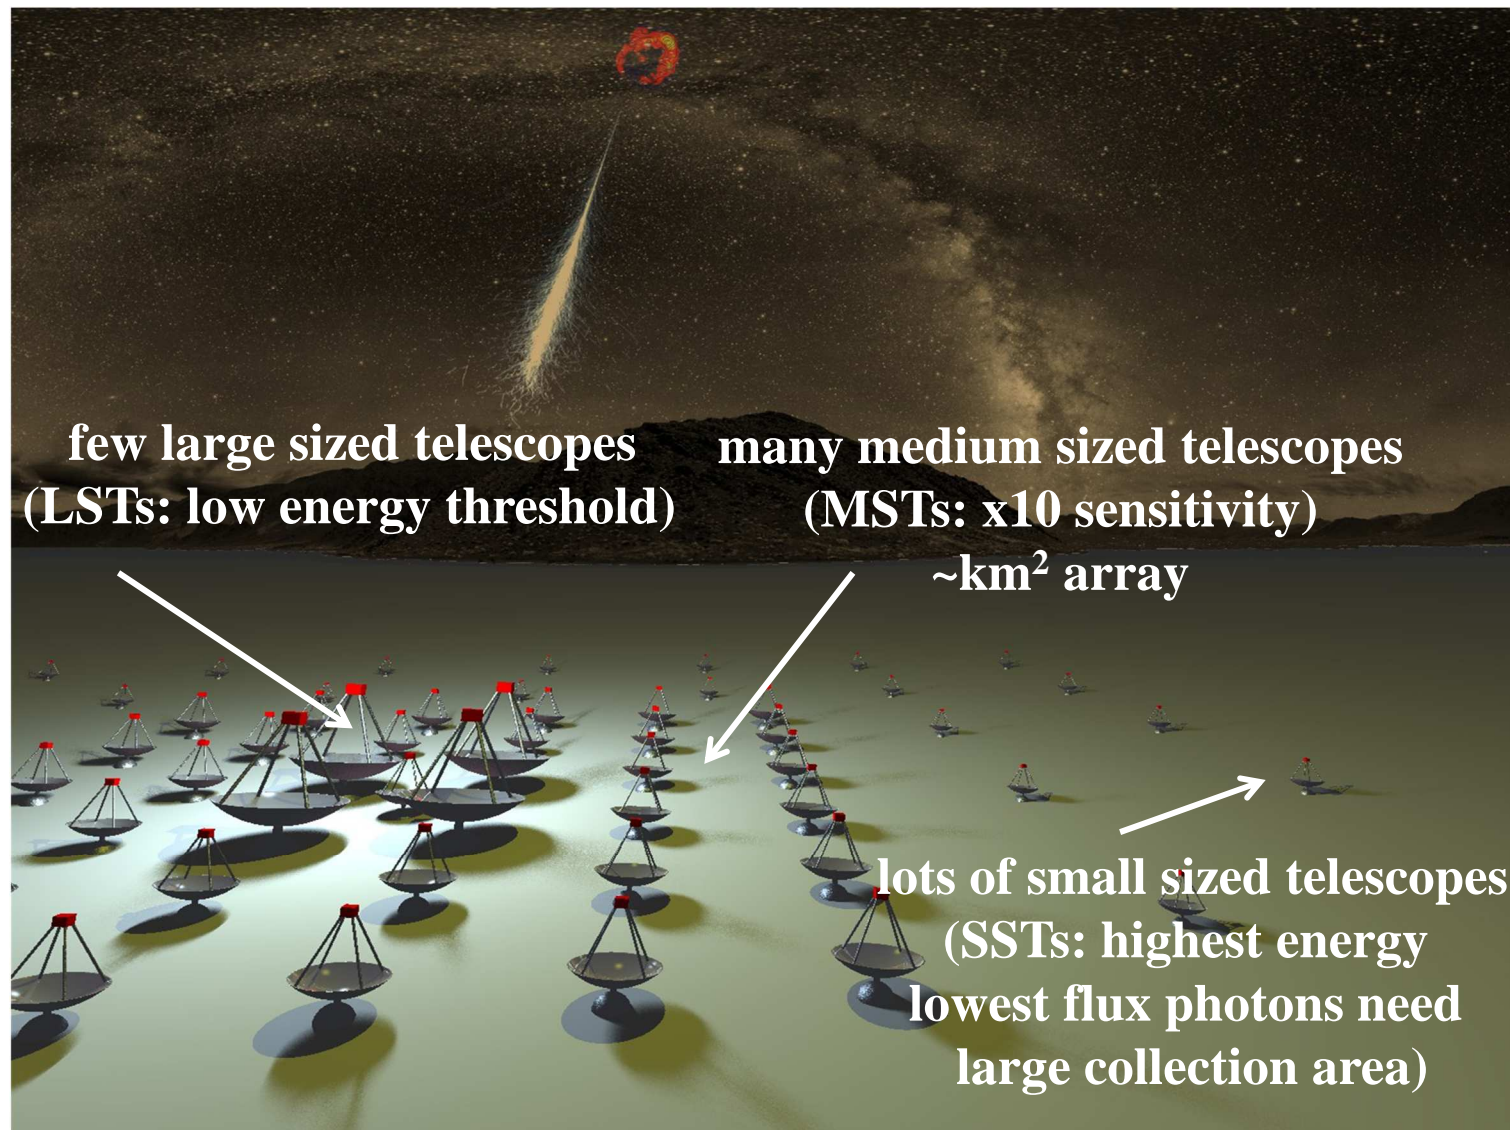 few large sized telescopes
(LSTs: low energy threshold)
many medium sized telescopes
(MSTs: x10 sensitivity)
~km² array
lots of small sized telescopes
(SSTs: highest energy
lowest flux photons need
large collection area)